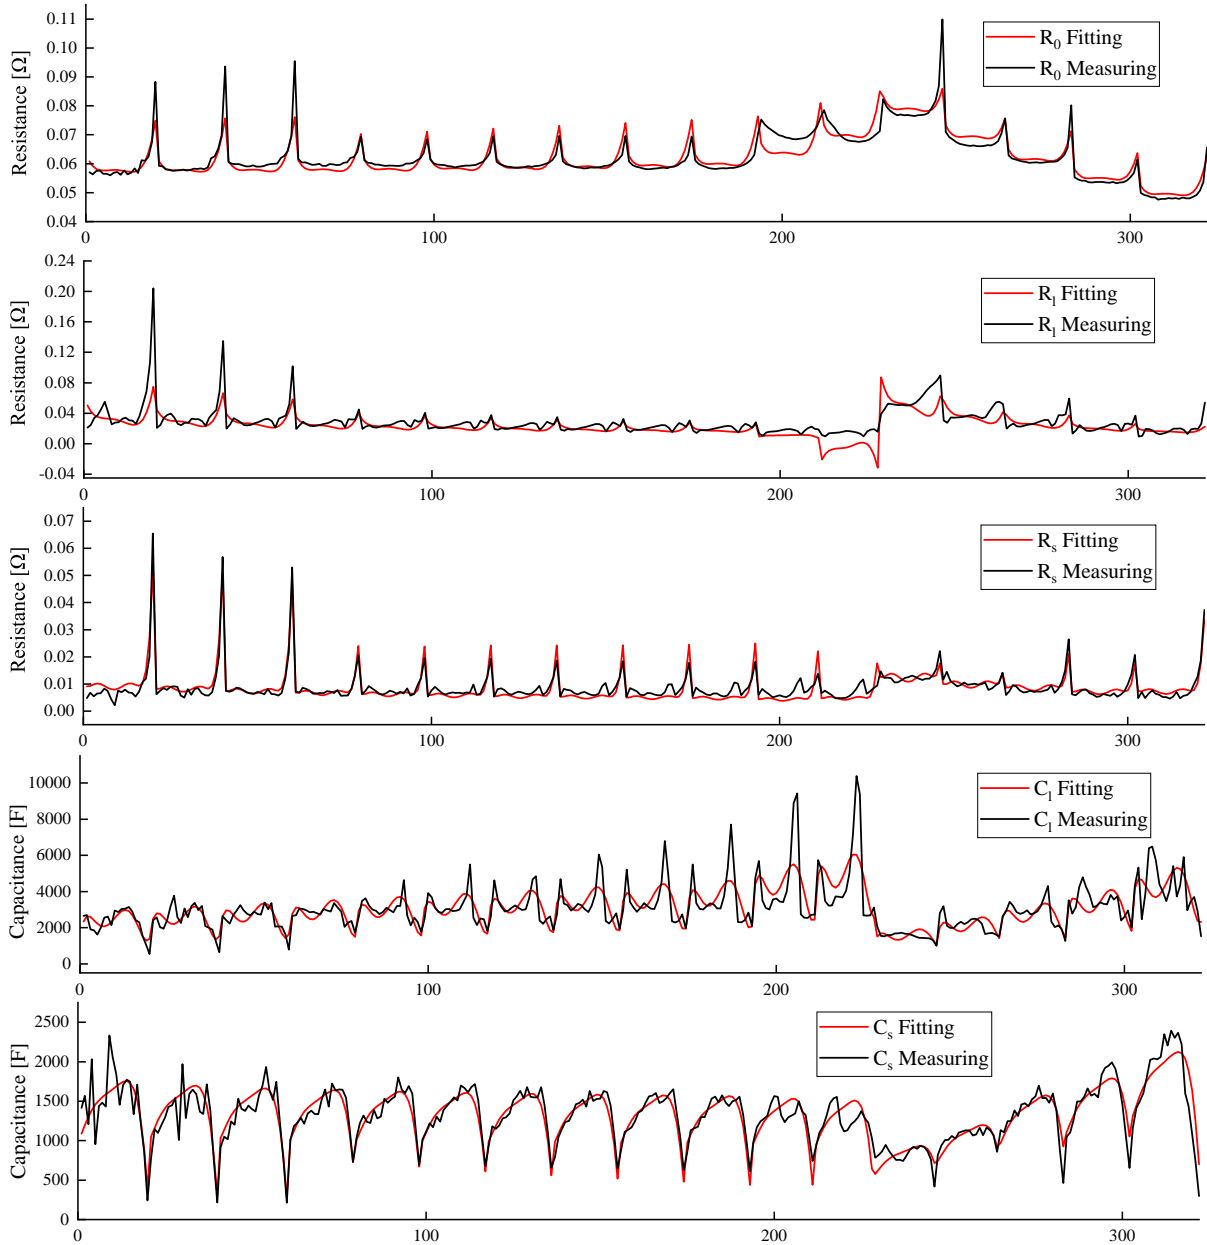 0.11
0.10
0.09
0.08
0.07
0.06
0.05
0.04
Resistance [Ω]
R₀ Fitting
R₀ Measuring
0 100 200 300
0.24
0.20
0.16
0.12
0.08
0.04
0.00
-0.04
Resistance [Ω]
R₁ Fitting
R₁ Measuring
0 100 200 300
0.07
0.06
0.05
0.04
0.03
0.02
0.01
0.00
Resistance [Ω]
Rₛ Fitting
Rₛ Measuring
0 100 200 300
10000
8000
6000
4000
2000
0
Capacitance [F]
C₁ Fitting
C₁ Measuring
0 100 200 300
2500
2000
1500
1000
500
0
Capacitance [F]
Cₛ Fitting
Cₛ Measuring
0 100 200 300